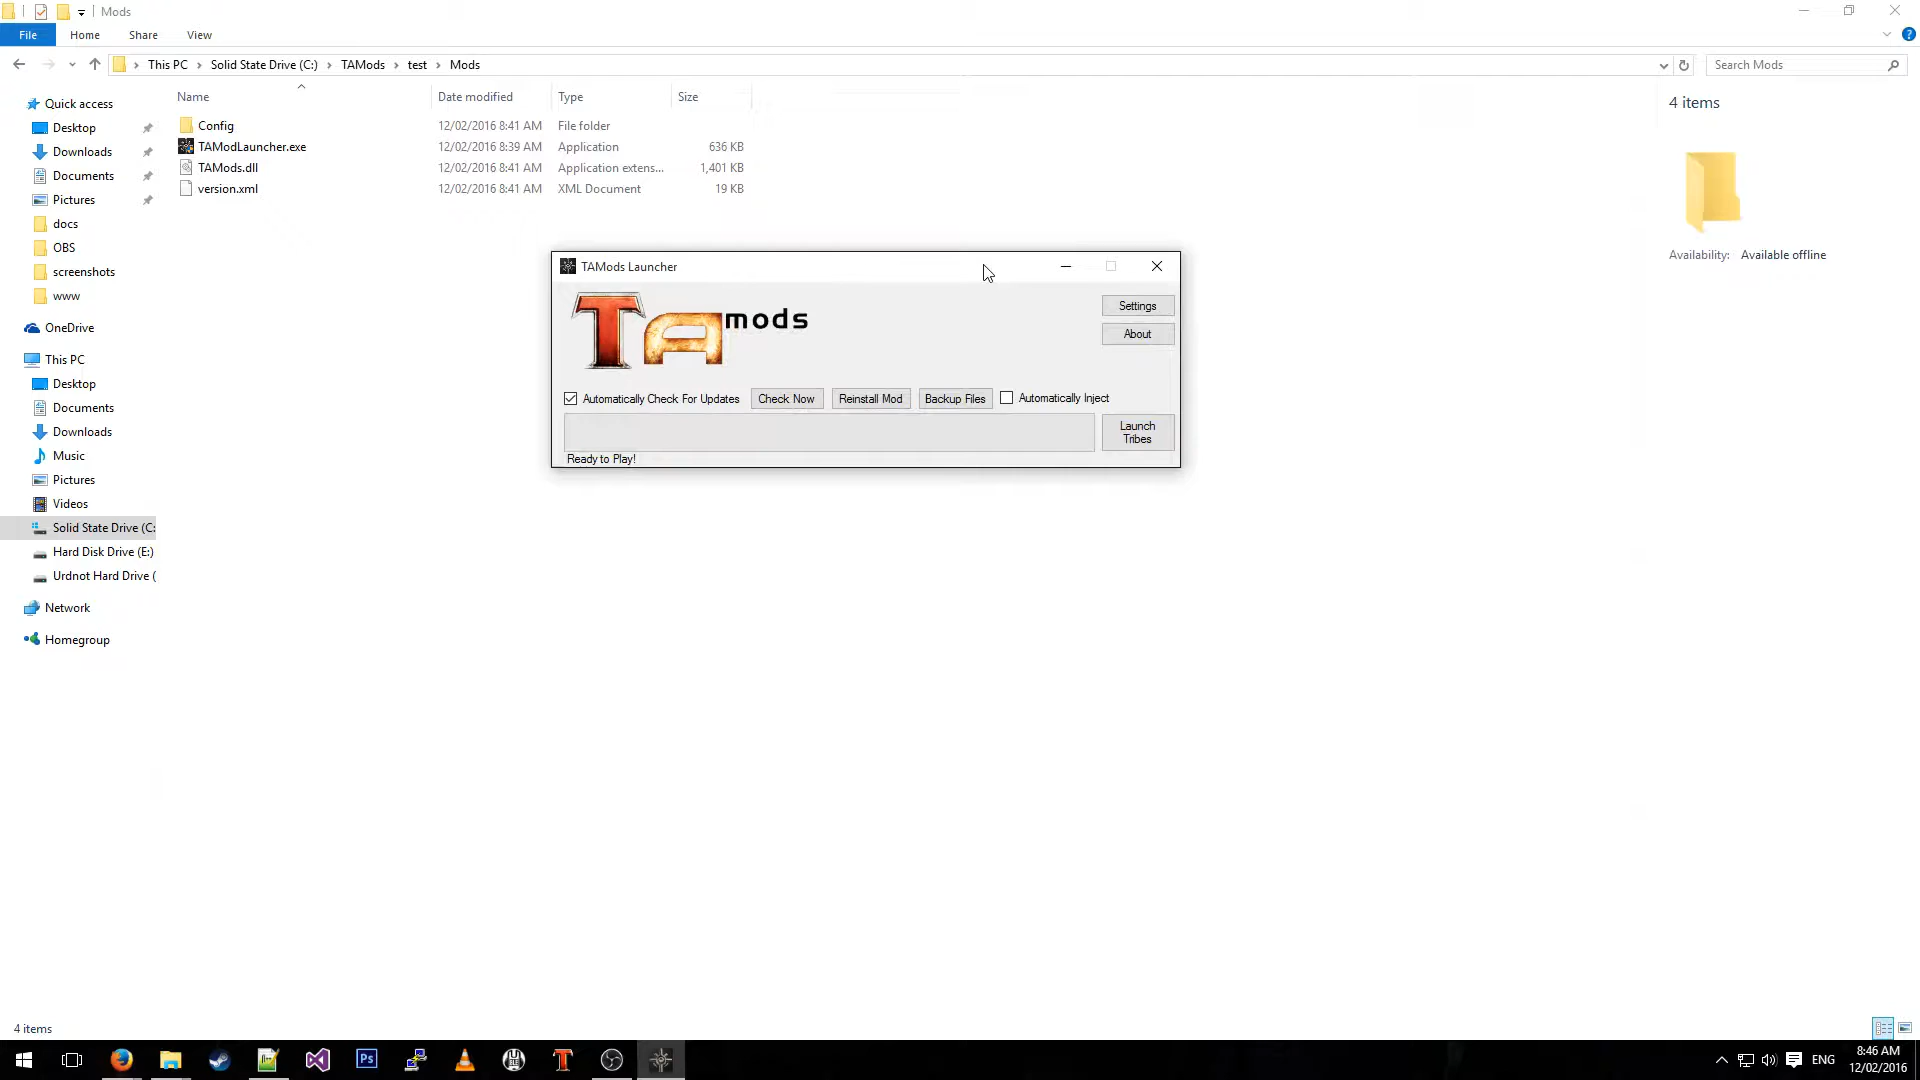 Mods
File
Home
Share
View
This PC
Solid State Drive (C:)
TAMods
test
Mods
Search Mods
Name
Date modified
Type
Size
Config
12/02/2016 8:41 AM
File folder
TAModLauncher.exe
12/02/2016 8:39 AM
Application
636 KB
TAMods.dll
12/02/2016 8:41 AM
Application extens...
1,401 KB
version.xml
12/02/2016 8:41 AM
XML Document
19 KB
4 items
Availability: Available offline
Quick access
Desktop
Downloads
Documents
Pictures
docs
OBS
screenshots
www
OneDrive
This PC
Desktop
Documents
Downloads
Music
Pictures
Videos
Solid State Drive (C:
Hard Disk Drive (E:)
Urdnot Hard Drive (
Network
Homegroup
TAMods Launcher
TAmods
Settings
About
Automatically Check For Updates
Check Now
Reinstall Mod
Backup Files
Automatically Inject
Launch
Tribes
Ready to Play!
4 items
Ps
T
ENG
8:46 AM
12/02/2016